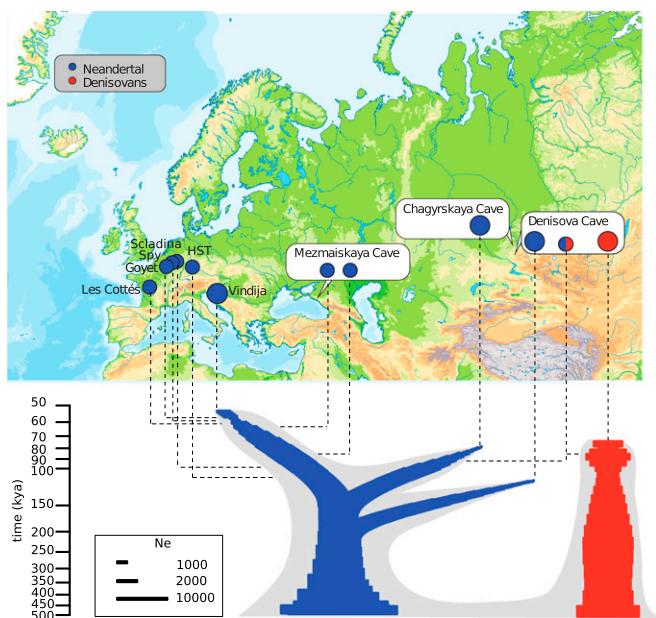 Neandertal
Denisovans
Chagyrskaya Cave
Denisova Cave
Scladina
Spy
HST
Goyet
Mezmaiskaya Cave
Les Cottés
Vindija
50
60
70
80
90
100
150
200
250
300
350
400
450
500
time (kya)
Ne
1000
2000
10000